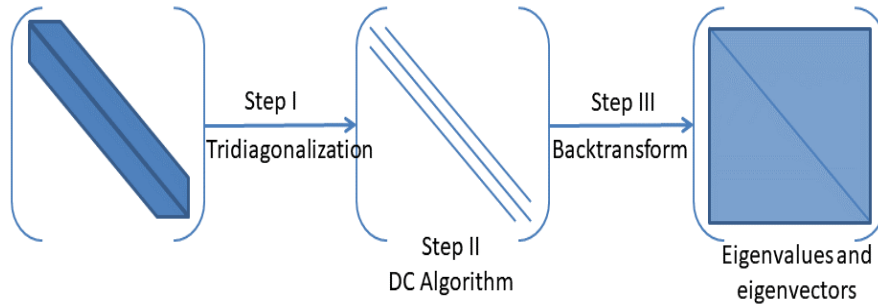 Step I
Tridiagonalization
Step II
DC Algorithm
Step III
Backtransform
Eigenvalues and
eigenvectors